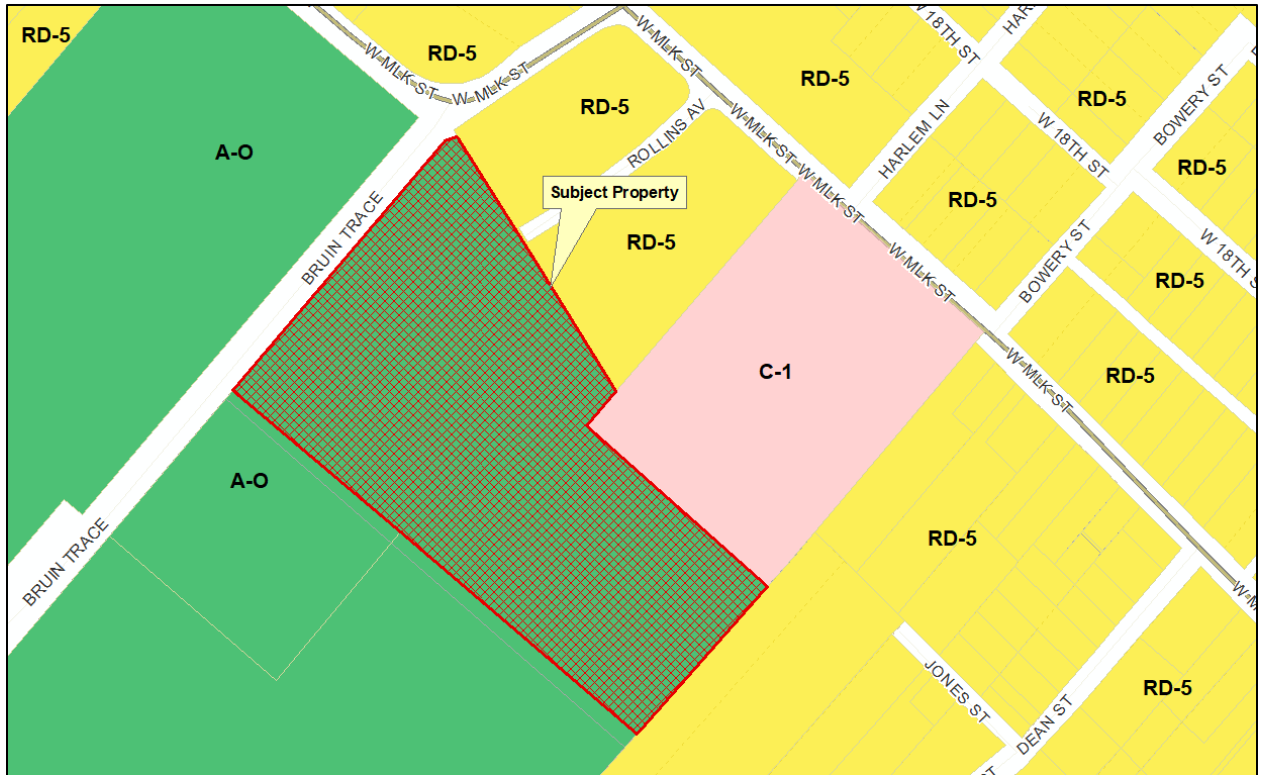 RD-5
W MLK ST
W MLK ST
RD-5
W MLK ST
RD-5
W 18TH ST
RD-5
BOWERY ST
RD-5
ROLLINS AV
W MLK ST
HARLEM LN
W 18TH ST
RD-5
A-O
Subject Property
W MLK ST
RD-5
BRUIN TRACE
RD-5
W MLK ST
BOWERY ST
RD-5
C-1
W MLK ST
RD-5
A-O
RD-5
BRUIN TRACE
JONES ST
DEAN ST
RD-5